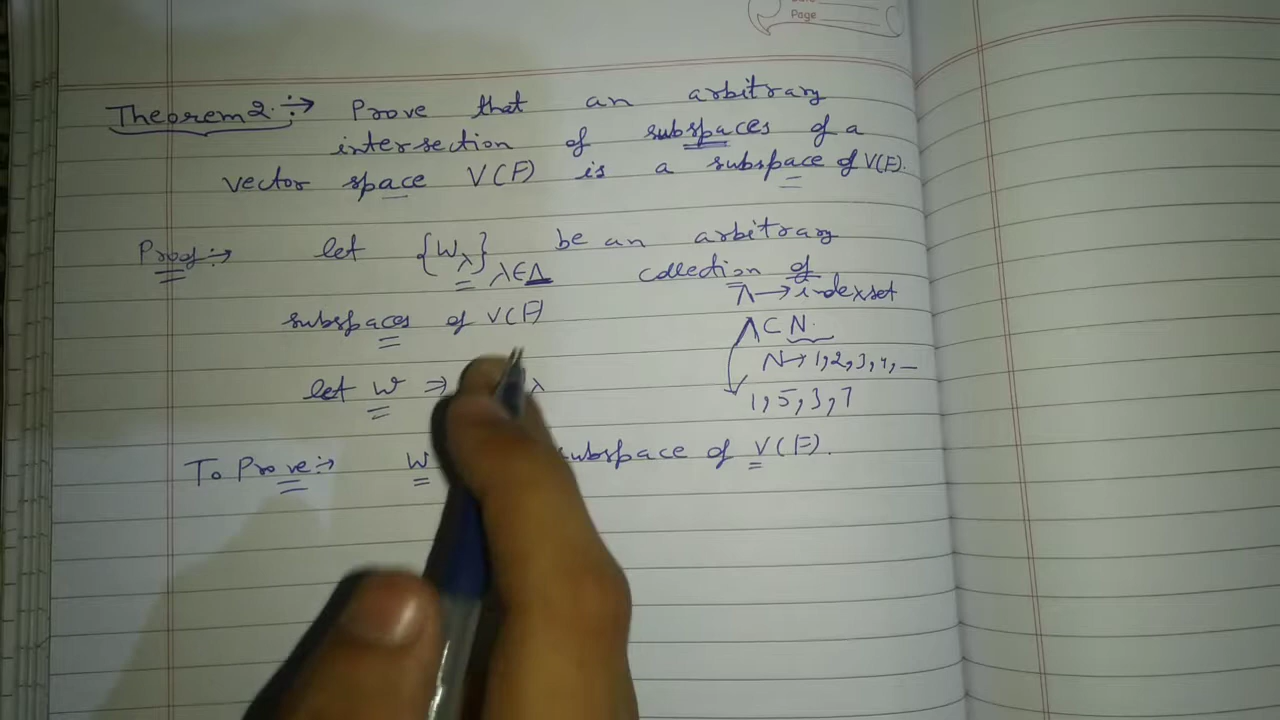 Page
Theorem 2 :→ Prove that an arbitrary
intersection of subspaces of a
vector space V(F) is a subspace of V(F).
Proof :→ let {Wλ} λ∈Λ be an arbitrary
collection of
λ → index set
subspaces of V(F)
Λ ⊂ N.
N → 1,2,3,4,—
let W ⇒ λ
1,5,3,7
To Prove :→ W subspace of V(F).